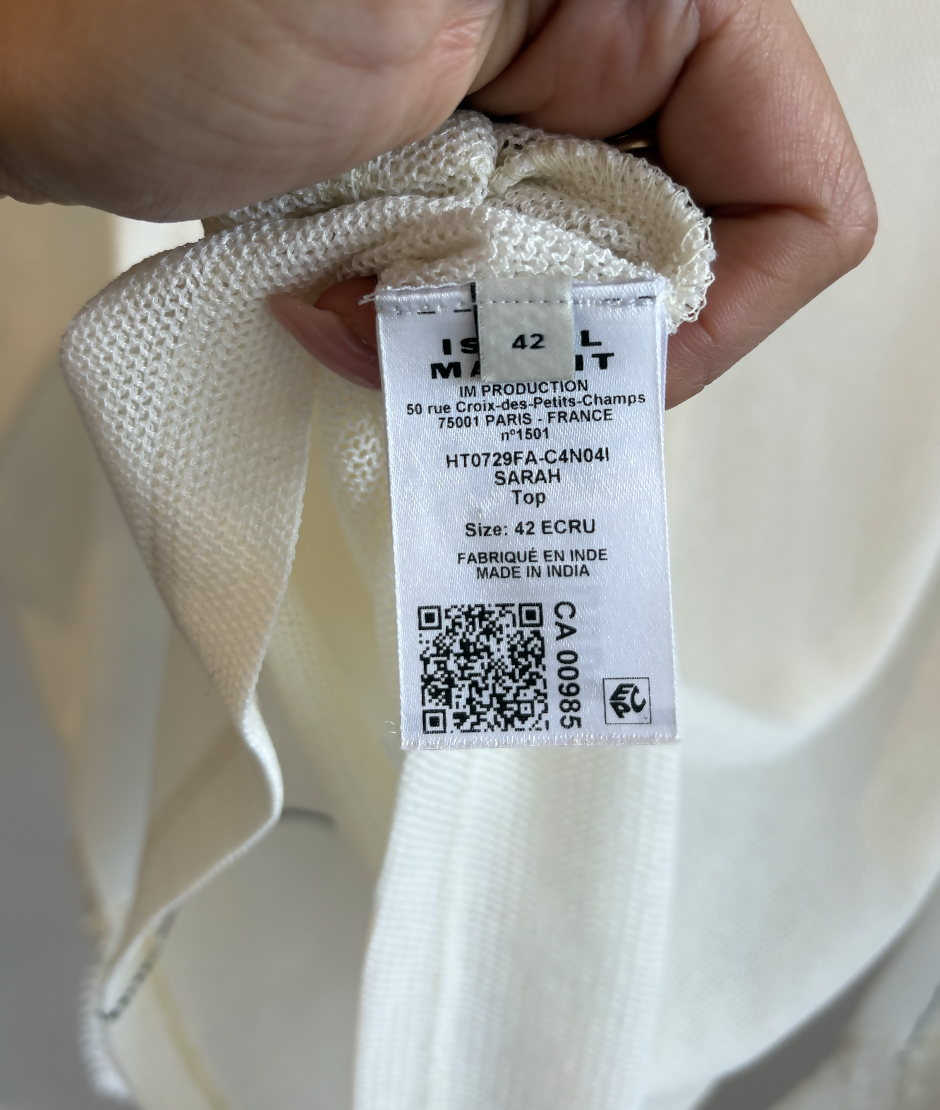 42
IM PRODUCTION
50 rue Croix-des-Petits-Champs
75001 PARIS - FRANCE
n°1501
HT0729FA-C4N04I
SARAH
Top
Size: 42 ECRU
FABRIQUÉ EN INDE
MADE IN INDIA
CA 00985